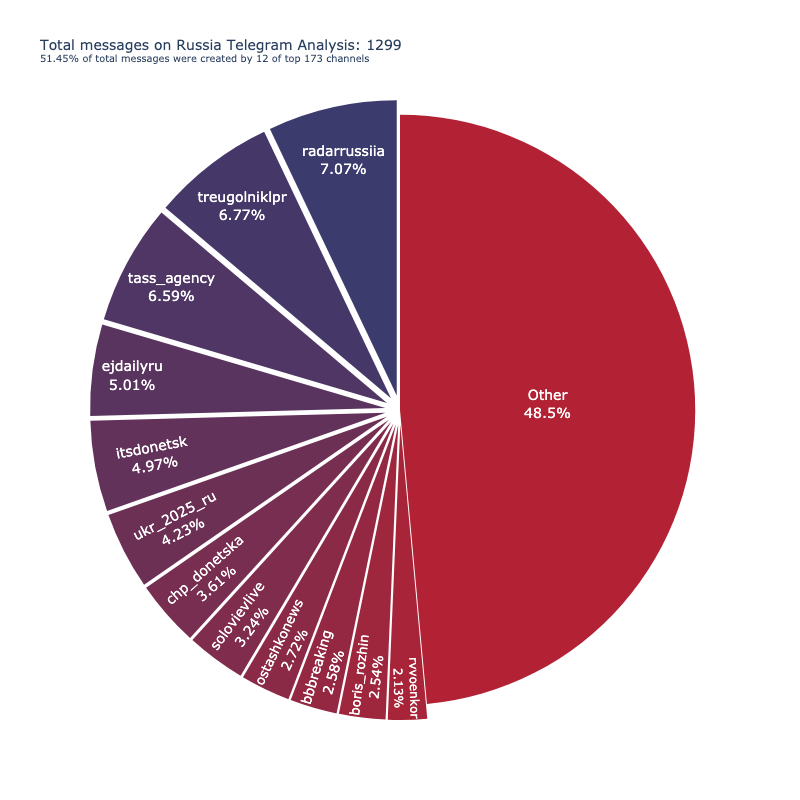 Total messages on Russia Telegram Analysis: 1299
51.45% of total messages were created by 12 of top 173 channels
radarrussiia
7.07%
treugolniklpr
6.77%
tass_agency
6.59%
ejdailyru
5.01%
itsdonetsk
4.97%
ukr_2025_ru
4.23%
chp_donetska
3.61%
solovievlive
3.24%
ostashkonews
2.72%
bbbreaking
2.58%
boris_rozhin
2.54%
rvvoenkor
2.13%
Other
48.5%